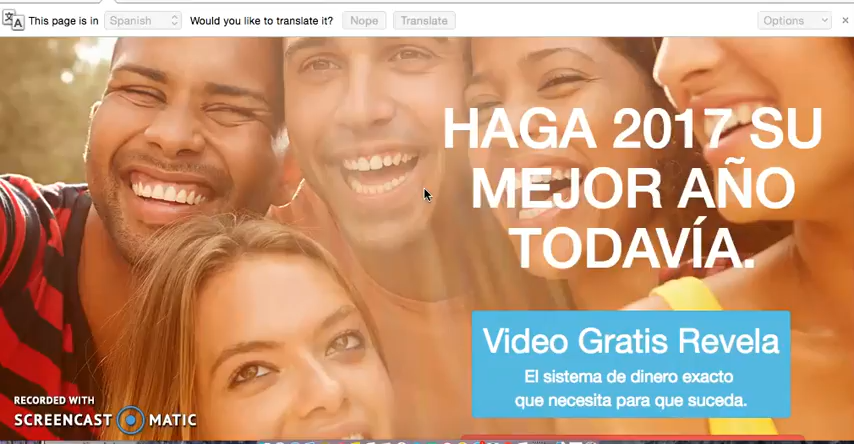 This page is in Spanish Would you like to translate it? Nope Translate Options
HAGA 2017 SU
MEJOR AÑO
TODAVÍA.
Video Gratis Revela
El sistema de dinero exacto
que necesita para que suceda.
RECORDED WITH
SCREENCAST MATIC